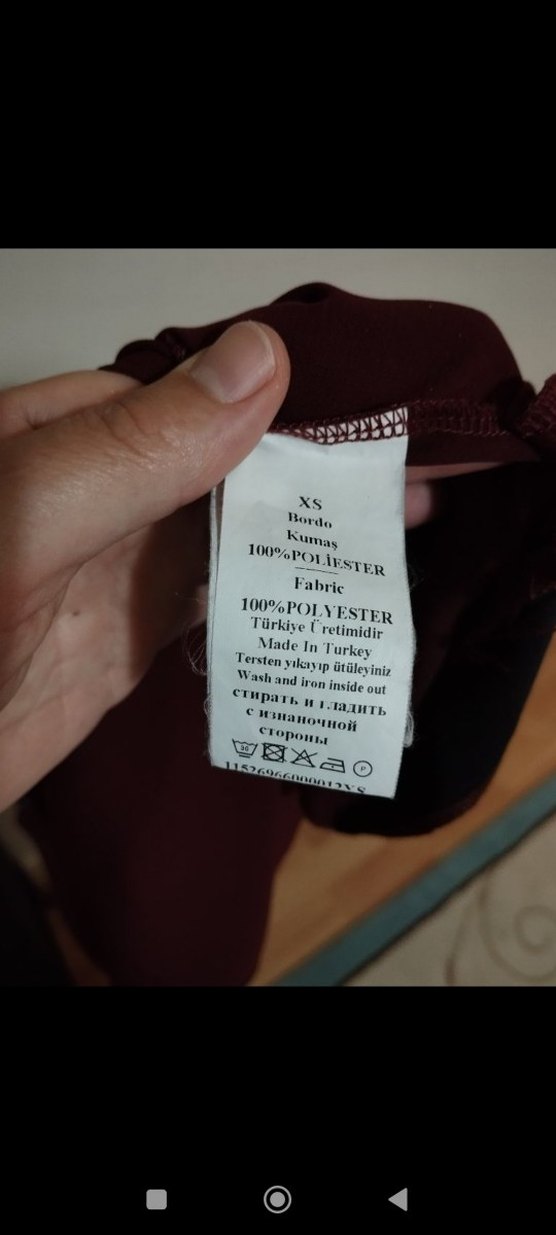 XS
Bordo
Kumaş
100%POLİESTER
Fabric
100%POLYESTER
Türkiye Üretimidir
Made In Turkey
Tersten yıkayıp ütüleyiniz
Wash and iron inside out
стирать и гладить
с изнаночной
стороны
30
P